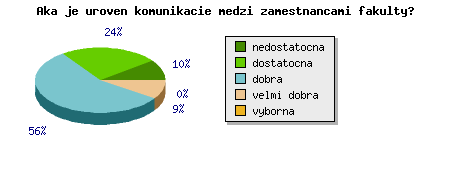 Aka je uroven komunikacie medzi zamestnancami fakulty?
24%
10%
0%
9%
56%
nedostatocna
dostatocna
dobra
velmi dobra
vyborna